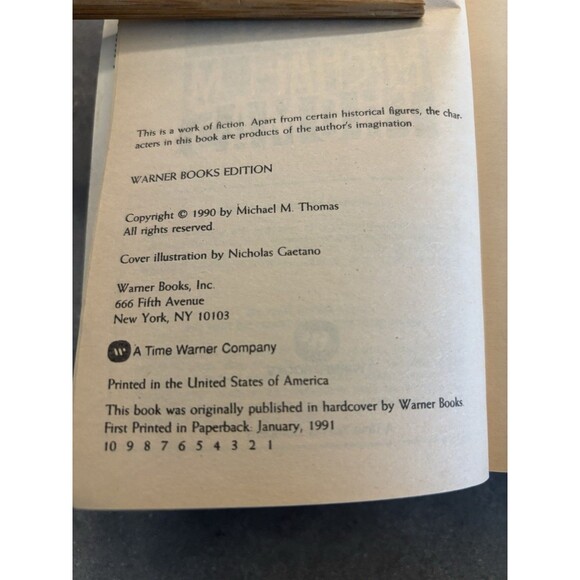 This is a work of fiction. Apart from certain historical figures, the char-
acters in this book are products of the author's imagination.
WARNER BOOKS EDITION
Copyright © 1990 by Michael M. Thomas
All rights reserved.
Cover illustration by Nicholas Gaetano
Warner Books, Inc.
666 Fifth Avenue
New York, NY 10103
W A Time Warner Company
Printed in the United States of America
This book was originally published in hardcover by Warner Books.
First Printed in Paperback: January, 1991
10 9 8 7 6 5 4 3 2 1